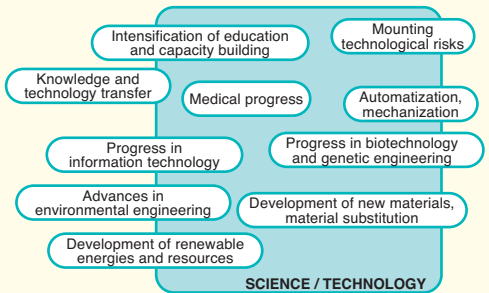 Intensification of education
and capacity building
Mounting
technological risks
Knowledge and
technology transfer
Medical progress
Automatization,
mechanization
Progress in
information technology
Progress in biotechnology
and genetic engineering
Advances in
environmental engineering
Development of new materials,
material substitution
Development of renewable
energies and resources
SCIENCE / TECHNOLOGY